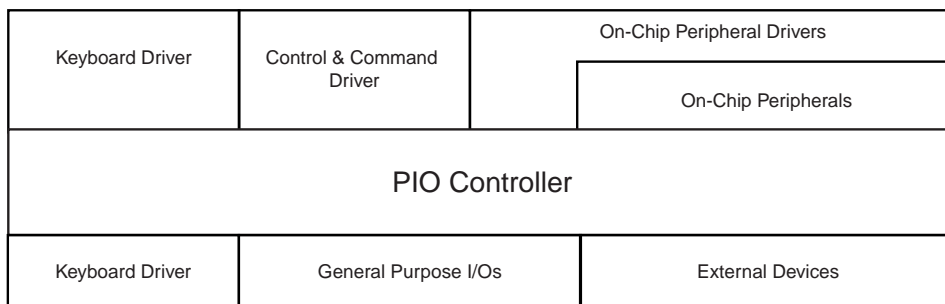 On-Chip Peripheral Drivers
Keyboard Driver
Control & Command
Driver
On-Chip Peripherals
PIO Controller
Keyboard Driver
General Purpose I/Os
External Devices